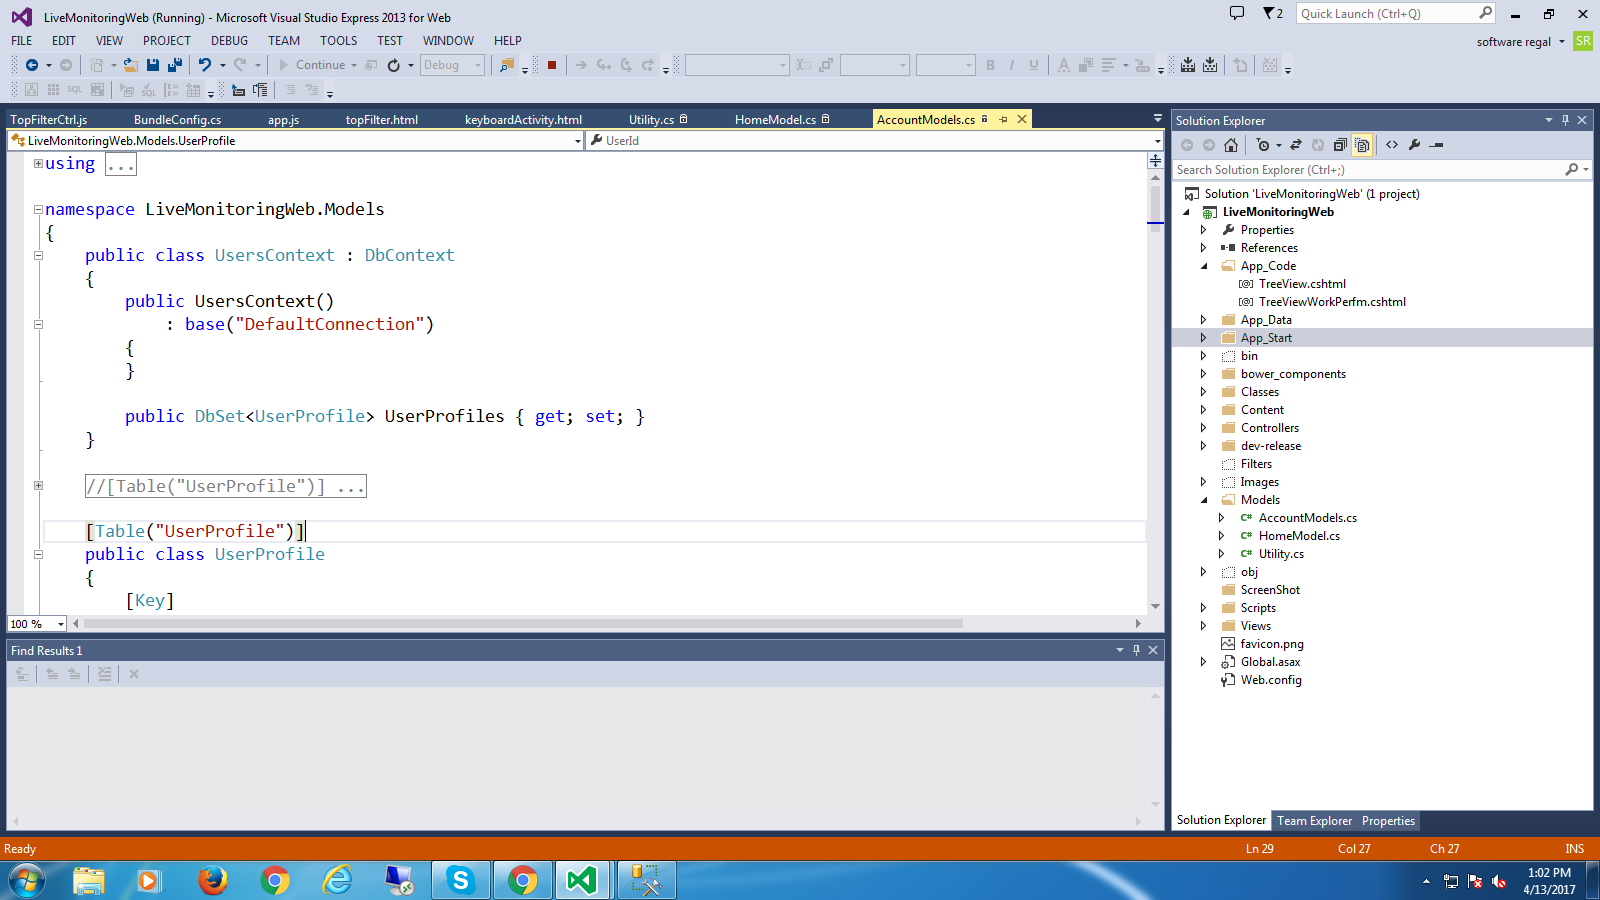 LiveMonitoringWeb (Running) - Microsoft Visual Studio Express 2013 for Web
2
Quick Launch (Ctrl+Q)
FILE EDIT VIEW PROJECT DEBUG TEAM TOOLS TEST WINDOW HELP
software regal SR
Continue Debug
SQL SQL
TopFilterCtrl.js BundleConfig.cs app.js topFilter.html keyboardActivity.html Utility.cs HomeModel.cs AccountModels.cs
LiveMonitoringWeb.Models.UserProfile UserId
using ...
namespace LiveMonitoringWeb.Models
{
public class UsersContext : DbContext
{
public UsersContext()
: base("DefaultConnection")
{
}
public DbSet<UserProfile> UserProfiles { get; set; }
}
//[Table("UserProfile")] ...
[Table("UserProfile")]
public class UserProfile
{
[Key]
100 %
Find Results 1
Solution Explorer
Search Solution Explorer (Ctrl+;)
Solution 'LiveMonitoringWeb' (1 project)
LiveMonitoringWeb
Properties
References
App_Code
TreeView.cshtml
TreeViewWorkPerfm.cshtml
App_Data
App_Start
bin
bower_components
Classes
Content
Controllers
dev-release
Filters
Images
Models
AccountModels.cs
HomeModel.cs
Utility.cs
obj
ScreenShot
Scripts
Views
favicon.png
Global.asax
Web.config
Solution Explorer Team Explorer Properties
Ready Ln 29 Col 27 Ch 27 INS
1:02 PM
4/13/2017